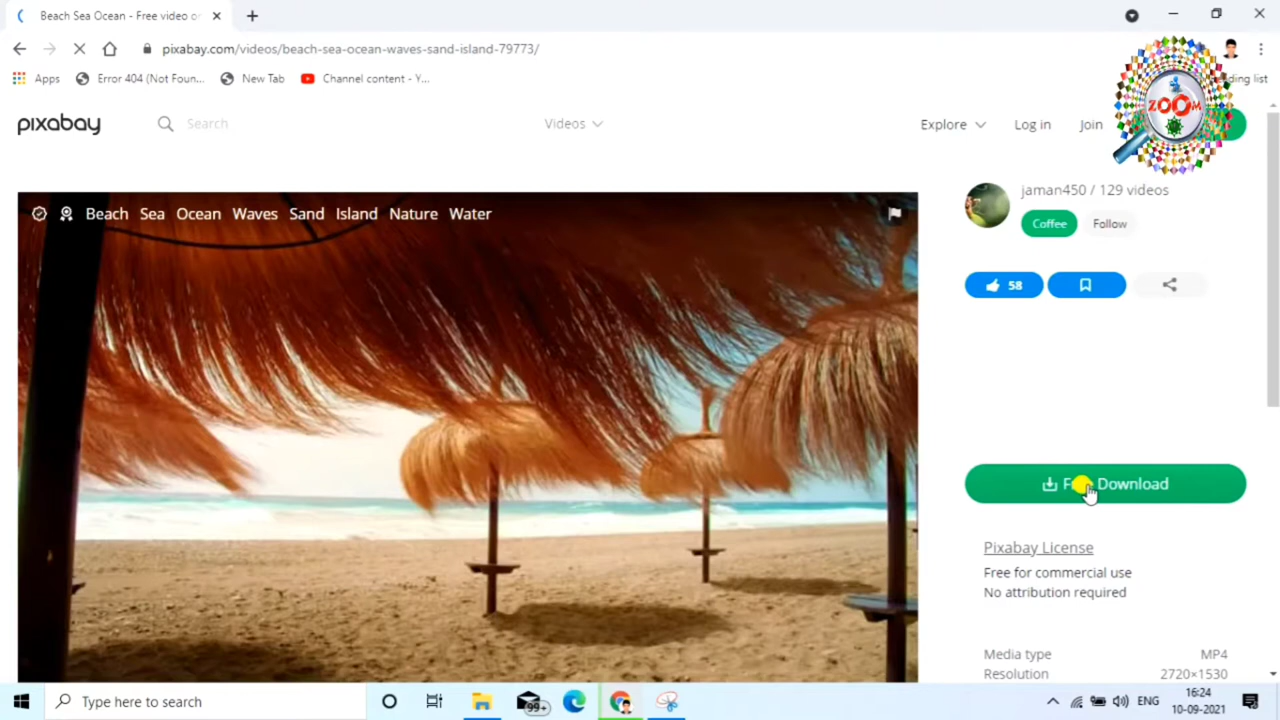 Beach Sea Ocean - Free video o
pixabay.com/videos/beach-sea-ocean-waves-sand-island-79773/
Apps Error 404 (Not Foun... New Tab Channel content - Y... ding list
pixabay Search Videos Explore Log in Join
ZOOM
jaman450 / 129 videos
Coffee Follow
Beach Sea Ocean Waves Sand Island Nature Water
58
Download
Pixabay License
Free for commercial use
No attribution required
Media type MP4
Resolution 2720×1530
Type here to search 99+ ENG 16:24
10-09-2021